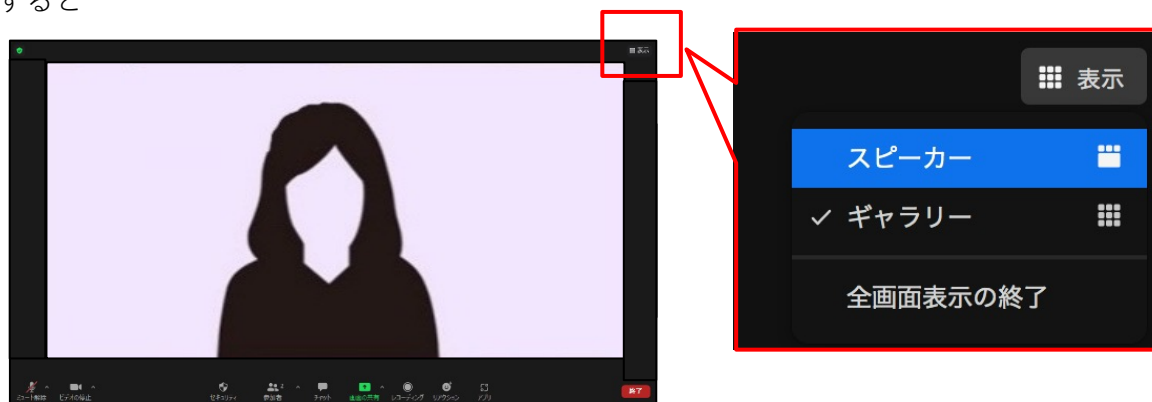 すると
表示
表示
スピーカー
ギャラリー
全画面表示の終了
ミュート解除 ビデオの停止 セキュリティ 参加者 2 チャット 画面の共有 レコーディング リアクション アプリ 終了